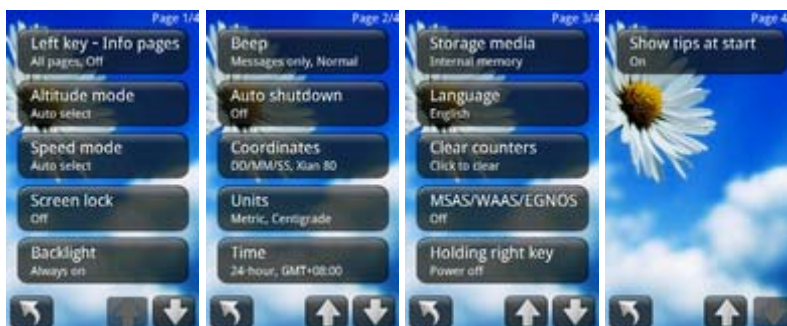 Page 1/4
Left key – Info pages
All pages, Off
Altitude mode
Auto select
Speed mode
Auto select
Screen lock
Off
Backlight
Always on
Page 2/4
Beep
Messages only, Normal
Auto shutdown
Off
Coordinates
DD/MM/SS, Xian 80
Units
Metric, Centigrade
Time
24-hour, GMT+08:00
Page 3/4
Storage media
Internal memory
Language
English
Clear counters
Click to clear
MSAS/WAAS/EGNOS
Off
Holding right key
Power off
Page 4
Show tips at start
On